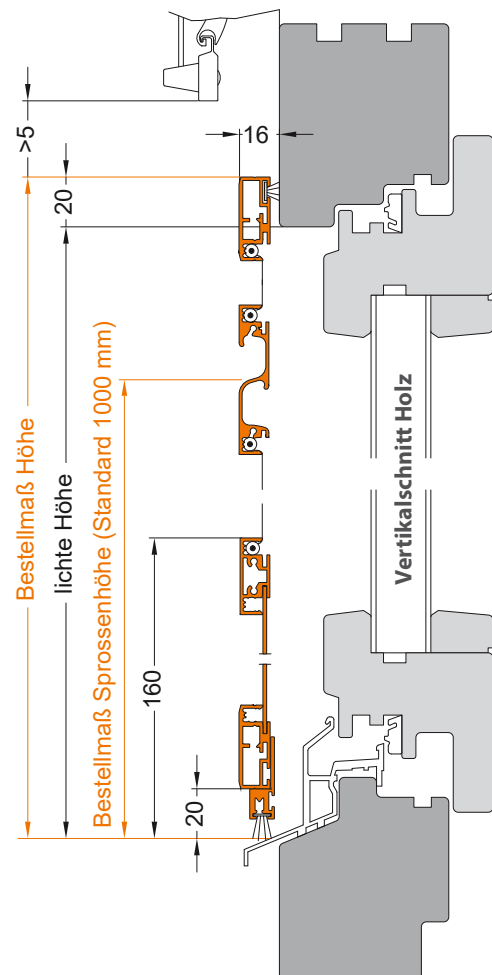 >5
16
20
Bestellmaß Höhe
lichte Höhe
Bestellmaß Sprossenhöhe (Standard 1000 mm)
Vertikalschnitt Holz
160
20